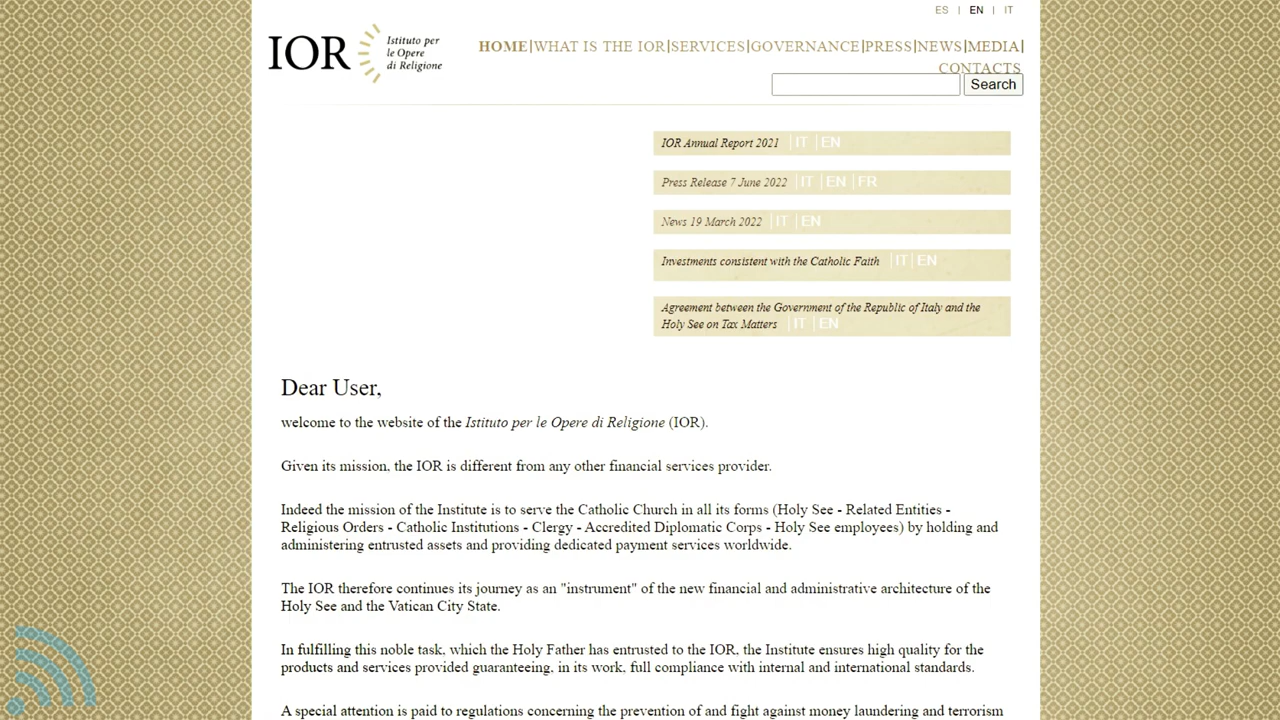 ES | EN | IT
IOR Istituto per
le Opere
di Religione
HOME|WHAT IS THE IOR|SERVICES|GOVERNANCE|PRESS|NEWS|MEDIA|
CONTACTS
Search
IOR Annual Report 2021 |IT |EN
Press Release 7 June 2022 |IT |EN |FR
News 19 March 2022 |IT |EN
Investments consistent with the Catholic Faith |IT |EN
Agreement between the Government of the Republic of Italy and the
Holy See on Tax Matters |IT |EN
Dear User,
welcome to the website of the Istituto per le Opere di Religione (IOR).
Given its mission, the IOR is different from any other financial services provider.
Indeed the mission of the Institute is to serve the Catholic Church in all its forms (Holy See - Related Entities -
Religious Orders - Catholic Institutions - Clergy - Accredited Diplomatic Corps - Holy See employees) by holding and
administering entrusted assets and providing dedicated payment services worldwide.
The IOR therefore continues its journey as an "instrument" of the new financial and administrative architecture of the
Holy See and the Vatican City State.
In fulfilling this noble task, which the Holy Father has entrusted to the IOR, the Institute ensures high quality for the
products and services provided guaranteeing, in its work, full compliance with internal and international standards.
A special attention is paid to regulations concerning the prevention of and fight against money laundering and terrorism